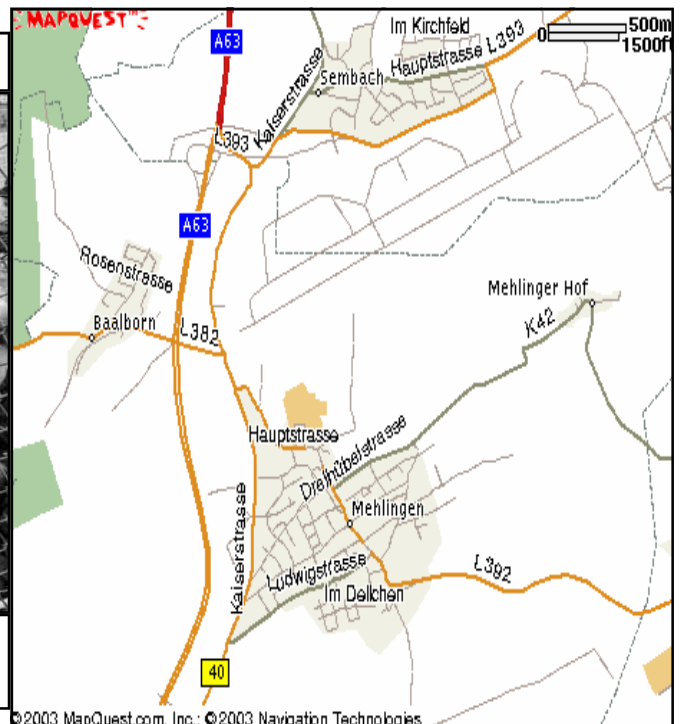 MAPQUEST™
A63
Im Kirchfeld
500m
0
1500ft
Hauptstrasse L393
Sembach
Kaiserstrasse
L393
A63
Rosenstrasse
Mehlinger Hof
Baalborn
L382
K42
Hauptstrasse
Dreihübelstrasse
Mehlingen
Kaiserstrasse
Ludwigstrasse
L392
Im Dellchen
40
©2003 MapQuest.com, Inc.; ©2003 Navigation Technologies